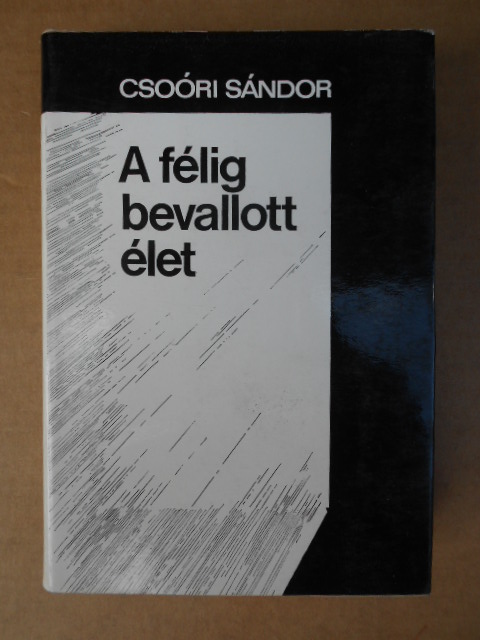 CSOÓRI SÁNDOR
A félig
bevallott
élet